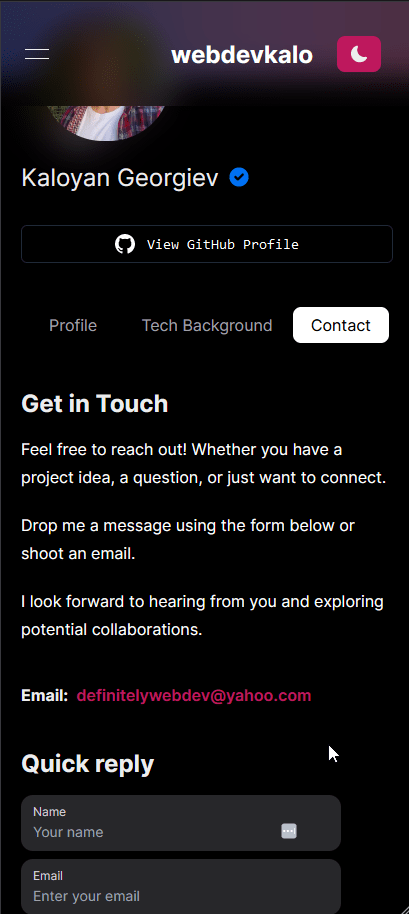 webdevkalo
Kaloyan Georgiev
View GitHub Profile
Profile Tech Background Contact
Get in Touch
Feel free to reach out! Whether you have a
project idea, a question, or just want to connect.
Drop me a message using the form below or
shoot an email.
I look forward to hearing from you and exploring
potential collaborations.
Email: definitelywebdev@yahoo.com
Quick reply
Name
Your name
Email
Enter your email